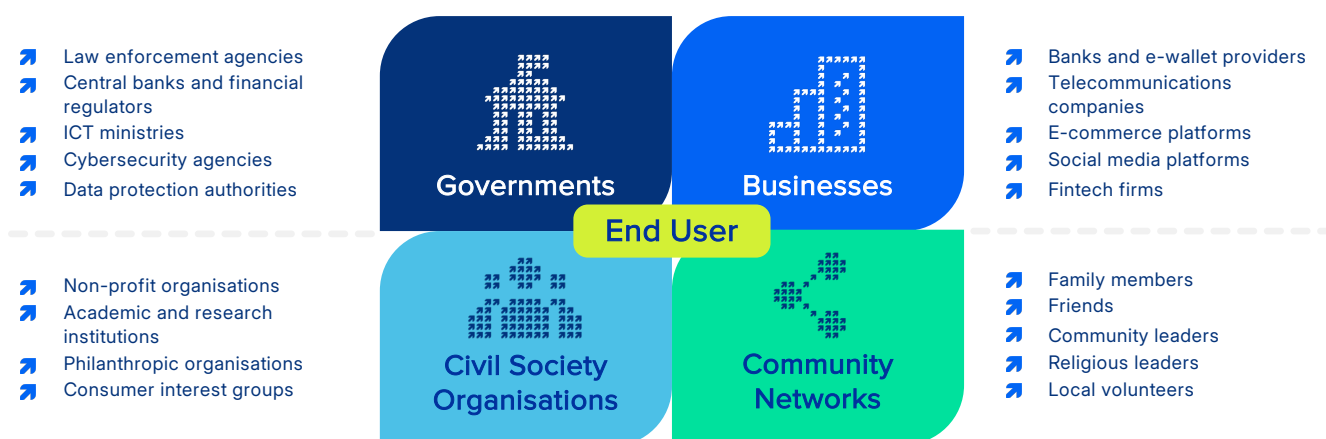 Law enforcement agencies
Central banks and financial
regulators
ICT ministries
Cybersecurity agencies
Data protection authorities
Governments
Businesses
Banks and e-wallet providers
Telecommunications
companies
E-commerce platforms
Social media platforms
Fintech firms
End User
Non-profit organisations
Academic and research
institutions
Philanthropic organisations
Consumer interest groups
Civil Society
Organisations
Community
Networks
Family members
Friends
Community leaders
Religious leaders
Local volunteers